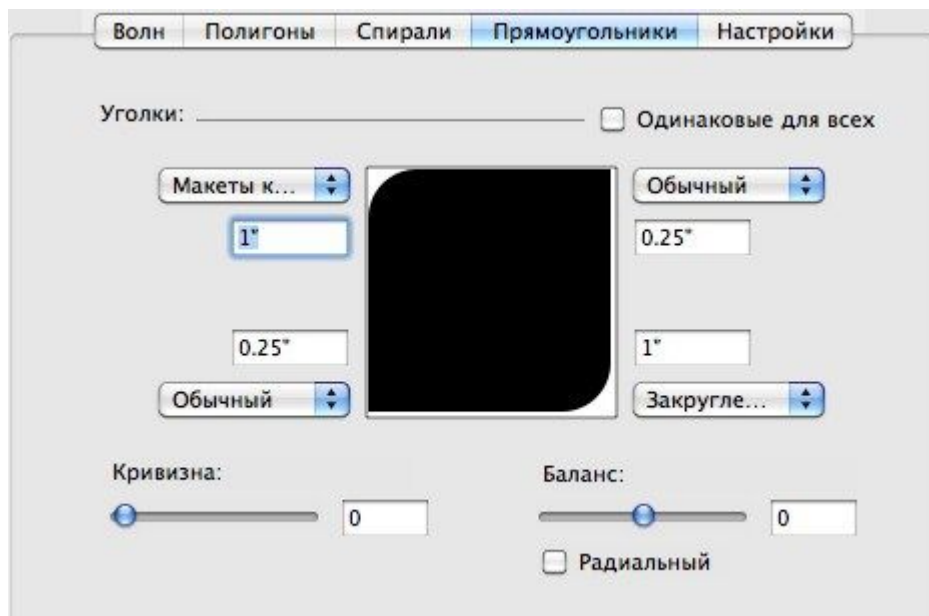 Волн Полигоны Спирали Прямоугольники Настройки
Уголки: Одинаковые для всех
Макеты к... Обычный
1" 0.25"
0.25" 1"
Обычный Закругле...
Кривизна: Баланс:
0 0
Радиальный